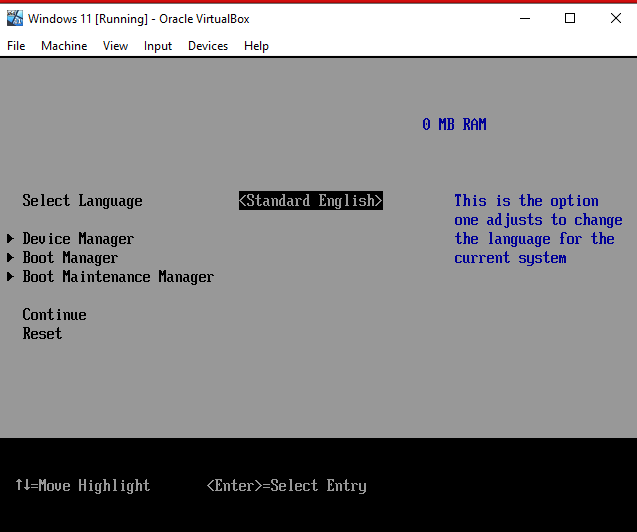 Windows 11 [Running] - Oracle VirtualBox
File Machine View Input Devices Help
0 MB RAM
Select Language <Standard English>
This is the option
one adjusts to change
the language for the
current system
Device Manager
Boot Manager
Boot Maintenance Manager
Continue
Reset
↑↓=Move Highlight <Enter>=Select Entry